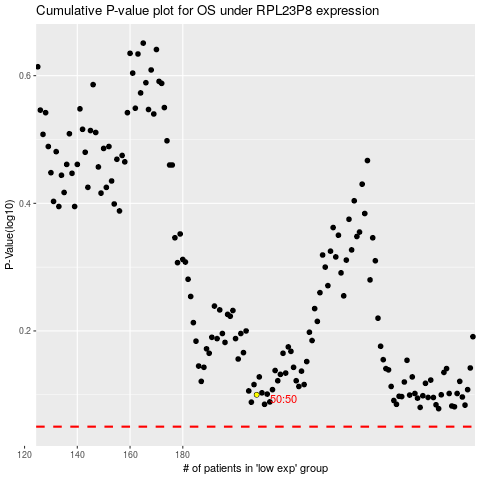 Cumulative P-value plot for OS under RPL23P8 expression
P-Value(log10)
0.6
0.4
0.2
50:50
120 140 160 180
# of patients in 'low exp' group